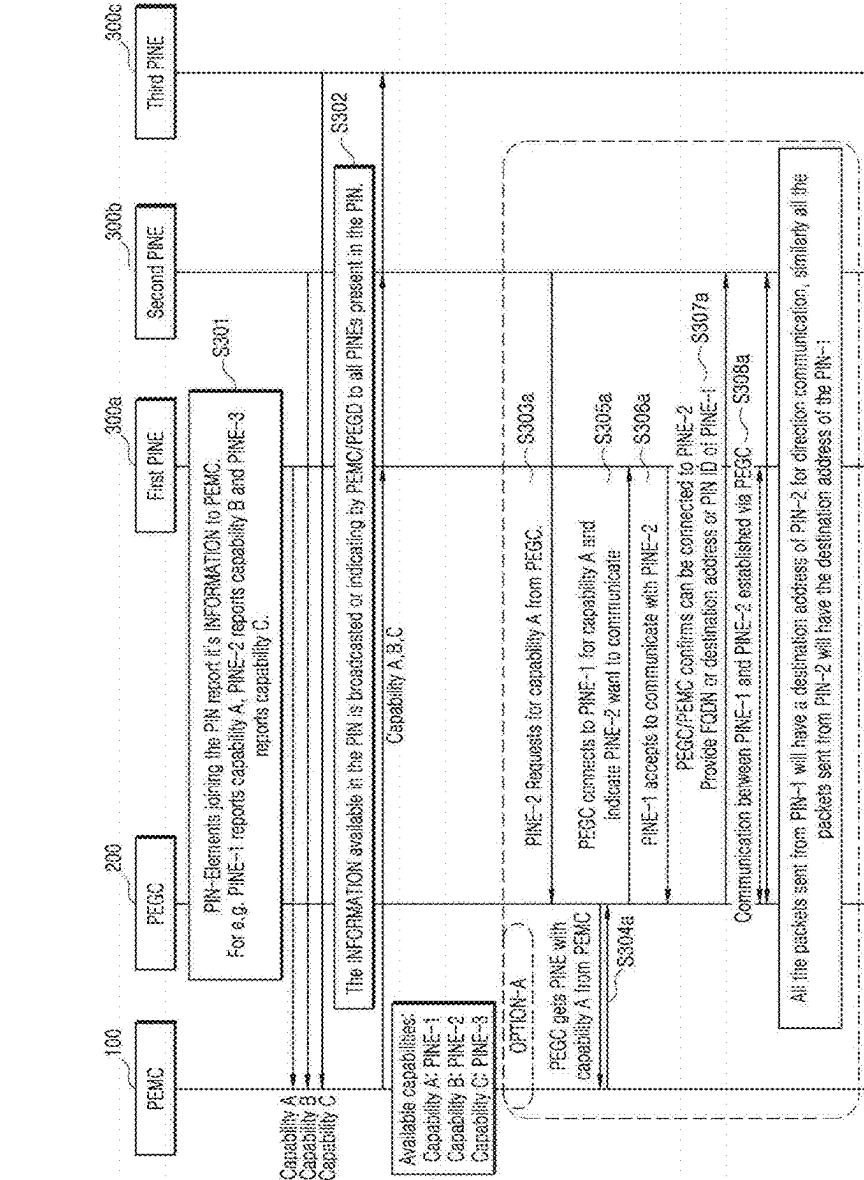 100
200
300a
300b
300c
PEMC
PEGC
First PINE
Second PINE
Third PINE
PIN-Elements joining the PIN report it's INFORMATION to PEMC.
For e.g. PINE-1 reports capability A, PINE-2 reports capability B and PINE-3
reports capability C.
S301
Capability A
Capability B
Capability C
The INFORMATION available in the PIN is broadcasted or indicating by PEMC/PEGD to all PINEs present in the PIN.
S302
Capability A,B,C
Available capabilities:
Capability A: PINE-1
Capability B: PINE-2
Capability C: PINE-3
OPTION-A
PINE-2 Requests for capability A from PEGC.
S303a
PEGC gets PINE with
capability A from PEMC
S304a
PEGC connects to PINE-1 for capability A and
indicate PINE-2 want to communicate
S305a
PINE-1 accepts to communicate with PINE-2
S306a
PEGC/PEMC confirms can be connected to PINE-2
Provide FQDN or destination address or PIN ID of PINE-1
S307a
Communication between PINE-1 and PINE-2 established via PEGC
S308a
All the packets sent from PIN-1 will have a destination address of PIN-2 for direction communication, similarly all the
packets sent from PIN-2 will have the destination address of the PIN-1